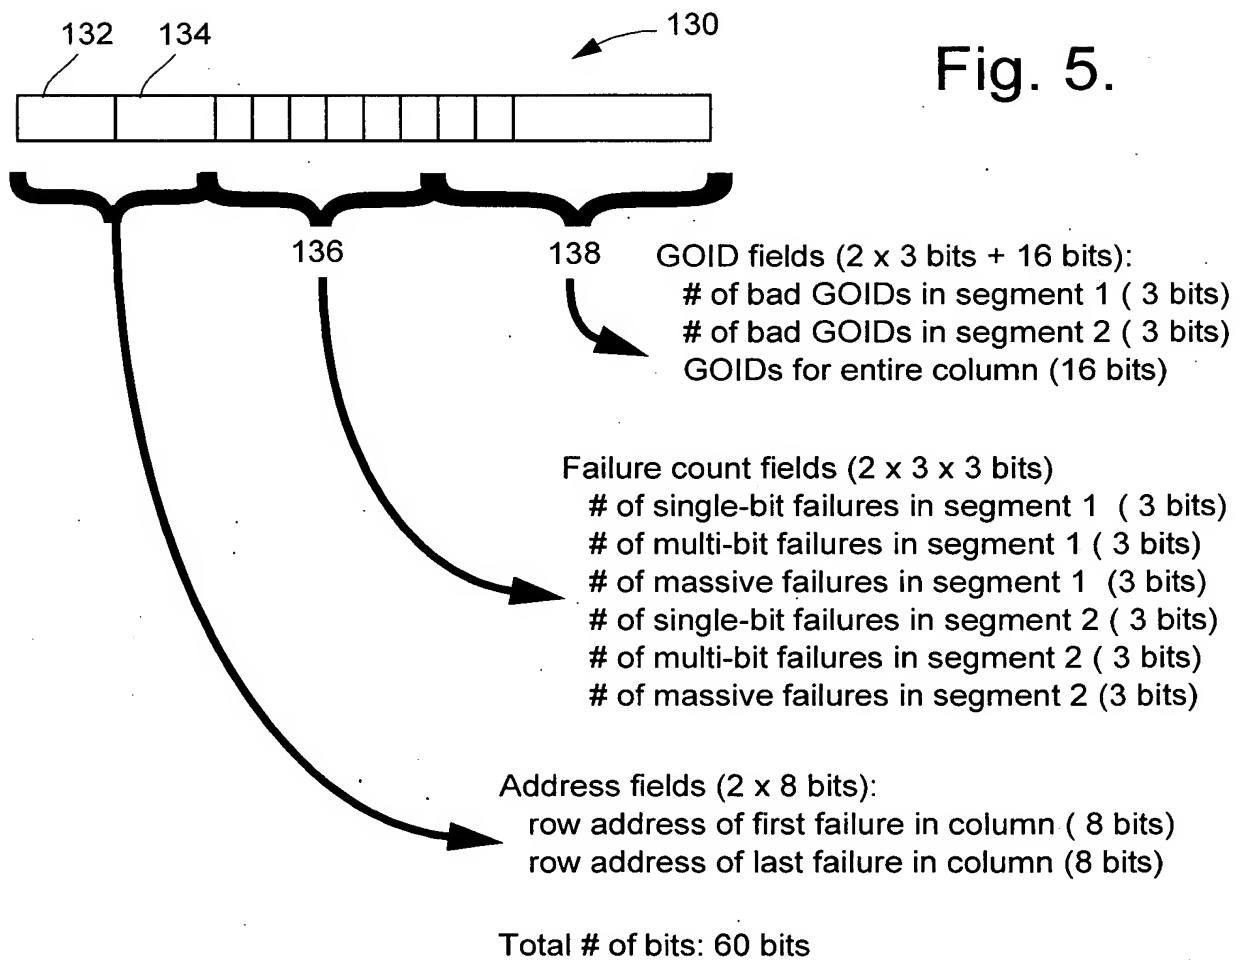 132
134
130
Fig. 5.
136
138
GOID fields (2 x 3 bits + 16 bits):
# of bad GOIDs in segment 1 ( 3 bits)
# of bad GOIDs in segment 2 ( 3 bits)
GOIDs for entire column (16 bits)
Failure count fields (2 x 3 x 3 bits)
# of single-bit failures in segment 1 ( 3 bits)
# of multi-bit failures in segment 1 ( 3 bits)
# of massive failures in segment 1 (3 bits)
# of single-bit failures in segment 2 ( 3 bits)
# of multi-bit failures in segment 2 ( 3 bits)
# of massive failures in segment 2 (3 bits)
Address fields (2 x 8 bits):
row address of first failure in column ( 8 bits)
row address of last failure in column (8 bits)
Total # of bits: 60 bits